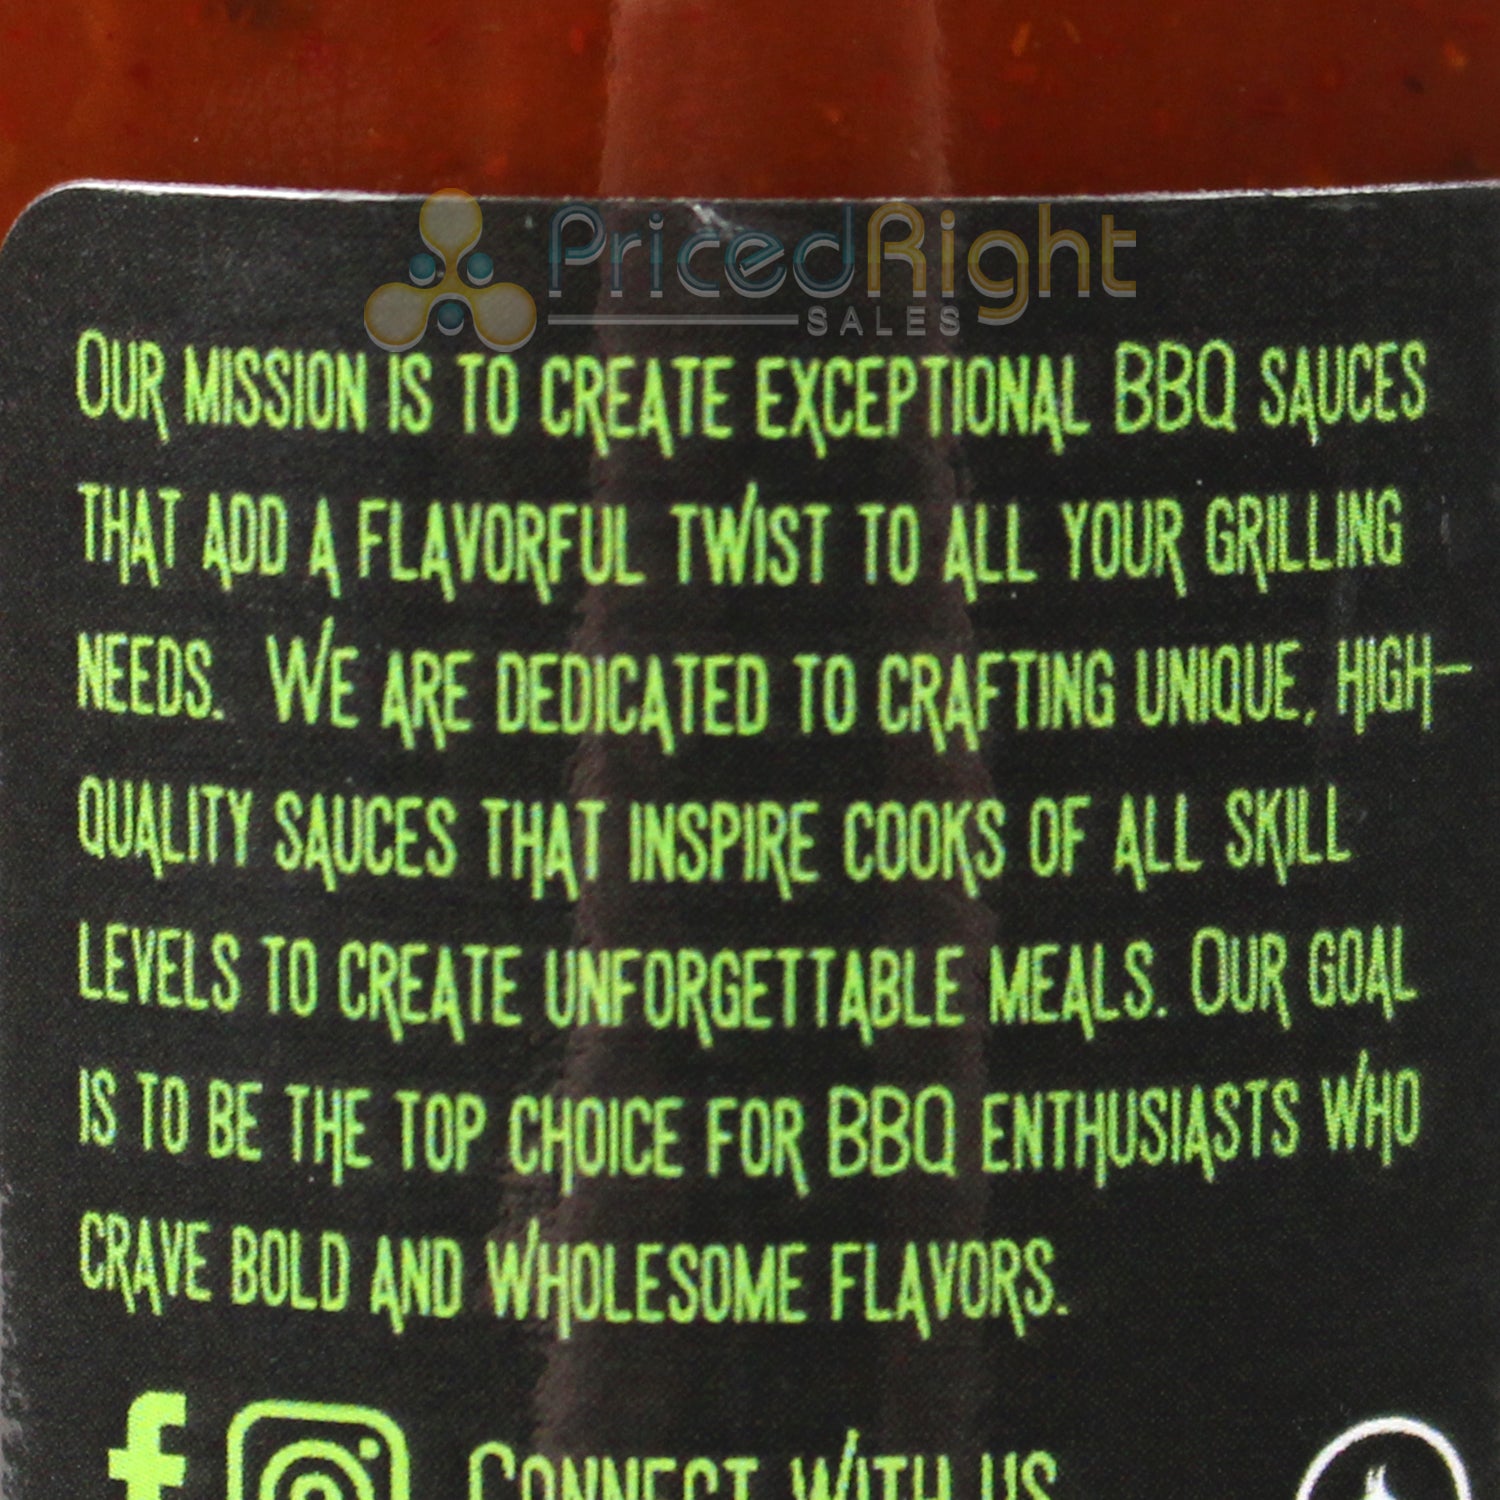 PricedRight
SALES
OUR MISSION IS TO CREATE EXCEPTIONAL BBQ SAUCES
THAT ADD A FLAVORFUL TWIST TO ALL YOUR GRILLING
NEEDS. WE ARE DEDICATED TO CRAFTING UNIQUE, HIGH-
QUALITY SAUCES THAT INSPIRE COOKS OF ALL SKILL
LEVELS TO CREATE UNFORGETTABLE MEALS. OUR GOAL
IS TO BE THE TOP CHOICE FOR BBQ ENTHUSIASTS WHO
CRAVE BOLD AND WHOLESOME FLAVORS.
CONNECT WITH US